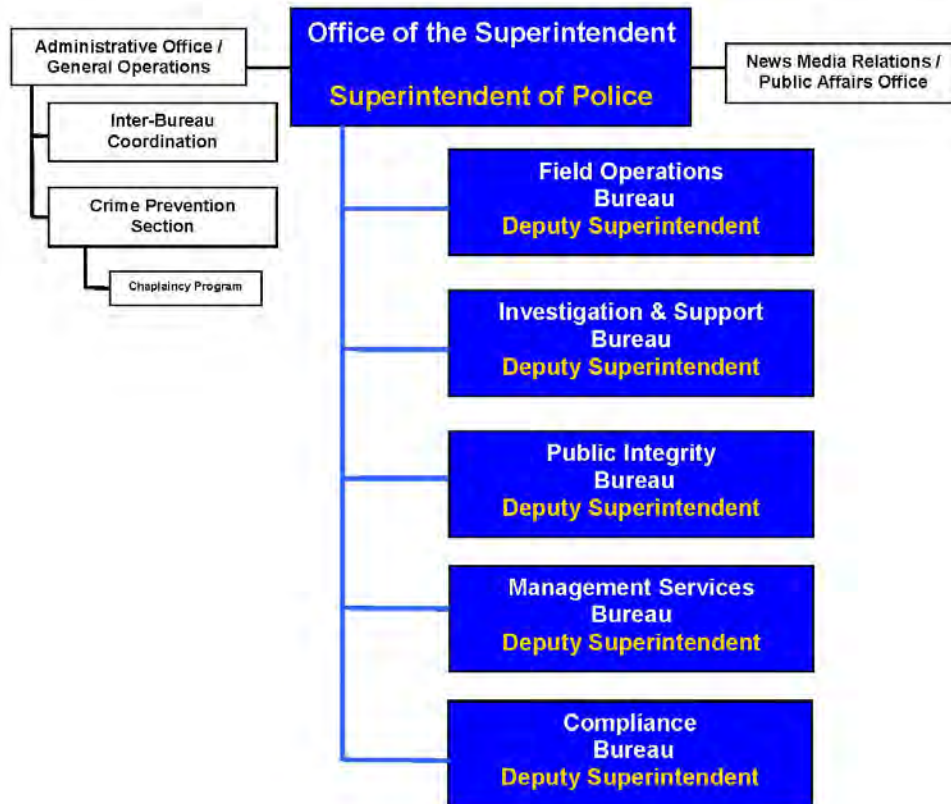 Office of the Superintendent
Superintendent of Police
Administrative Office /
General Operations
Inter-Bureau
Coordination
Crime Prevention
Section
Chaplaincy Program
News Media Relations /
Public Affairs Office
Field Operations
Bureau
Deputy Superintendent
Investigation & Support
Bureau
Deputy Superintendent
Public Integrity
Bureau
Deputy Superintendent
Management Services
Bureau
Deputy Superintendent
Compliance
Bureau
Deputy Superintendent